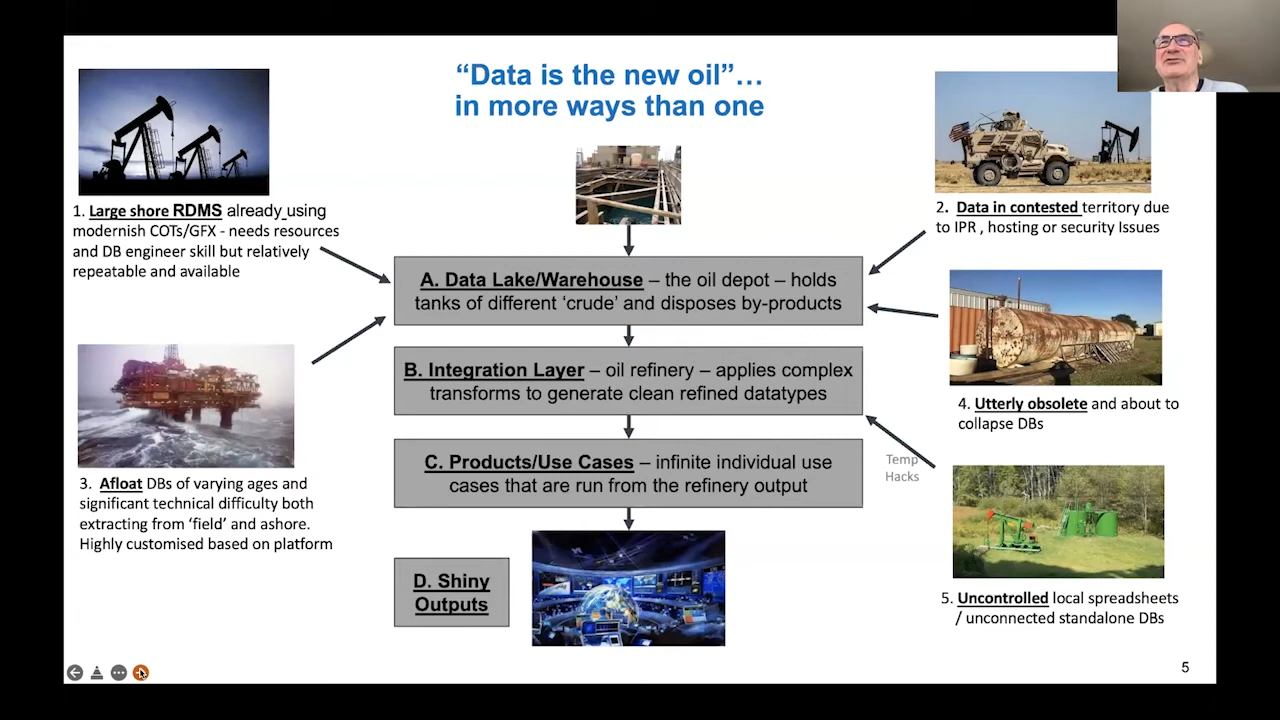 “Data is the new oil”…
in more ways than one
1. Large shore RDMS already using
modernish COTs/GFX - needs resources
and DB engineer skill but relatively
repeatable and available
2. Data in contested territory due
to IPR , hosting or security Issues
A. Data Lake/Warehouse – the oil depot – holds
tanks of different ‘crude’ and disposes by-products
B. Integration Layer – oil refinery – applies complex
transforms to generate clean refined datatypes
C. Products/Use Cases – infinite individual use
cases that are run from the refinery output
D. Shiny
Outputs
3. Afloat DBs of varying ages and
significant technical difficulty both
extracting from ‘field’ and ashore.
Highly customised based on platform
4. Utterly obsolete and about to
collapse DBs
Temp
Hacks
5. Uncontrolled local spreadsheets
/ unconnected standalone DBs
5